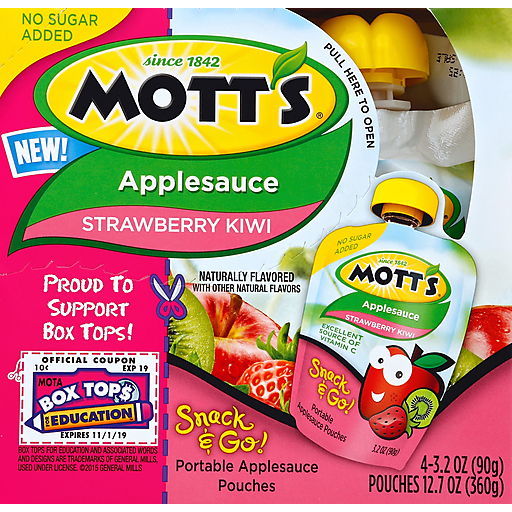 NO SUGAR
ADDED
since 1842
MOTT'S®
NEW!
Applesauce
STRAWBERRY KIWI
PULL HERE TO OPEN
PROUD TO
SUPPORT
BOX TOPS!
OFFICIAL COUPON
10¢ EXP 19
MOTA
BOX TOPS
FOR EDUCATION
EXPIRES 11/1/19
BOX TOPS FOR EDUCATION AND ASSOCIATED WORDS
AND DESIGNS ARE TRADEMARKS OF GENERAL MILLS,
USED UNDER LICENSE. ©2015 GENERAL MILLS
NATURALLY FLAVORED
WITH OTHER NATURAL FLAVORS
Snack
& Go!
Portable Applesauce
Pouches
NO SUGAR
ADDED
since 1842
MOTT'S
Applesauce
STRAWBERRY KIWI
EXCELLENT
SOURCE OF
VITAMIN C
Snack
& Go!
Portable
Applesauce Pouches
3.2 OZ (90g)
4-3.2 OZ (90g)
POUCHES 12.7 OZ (360g)